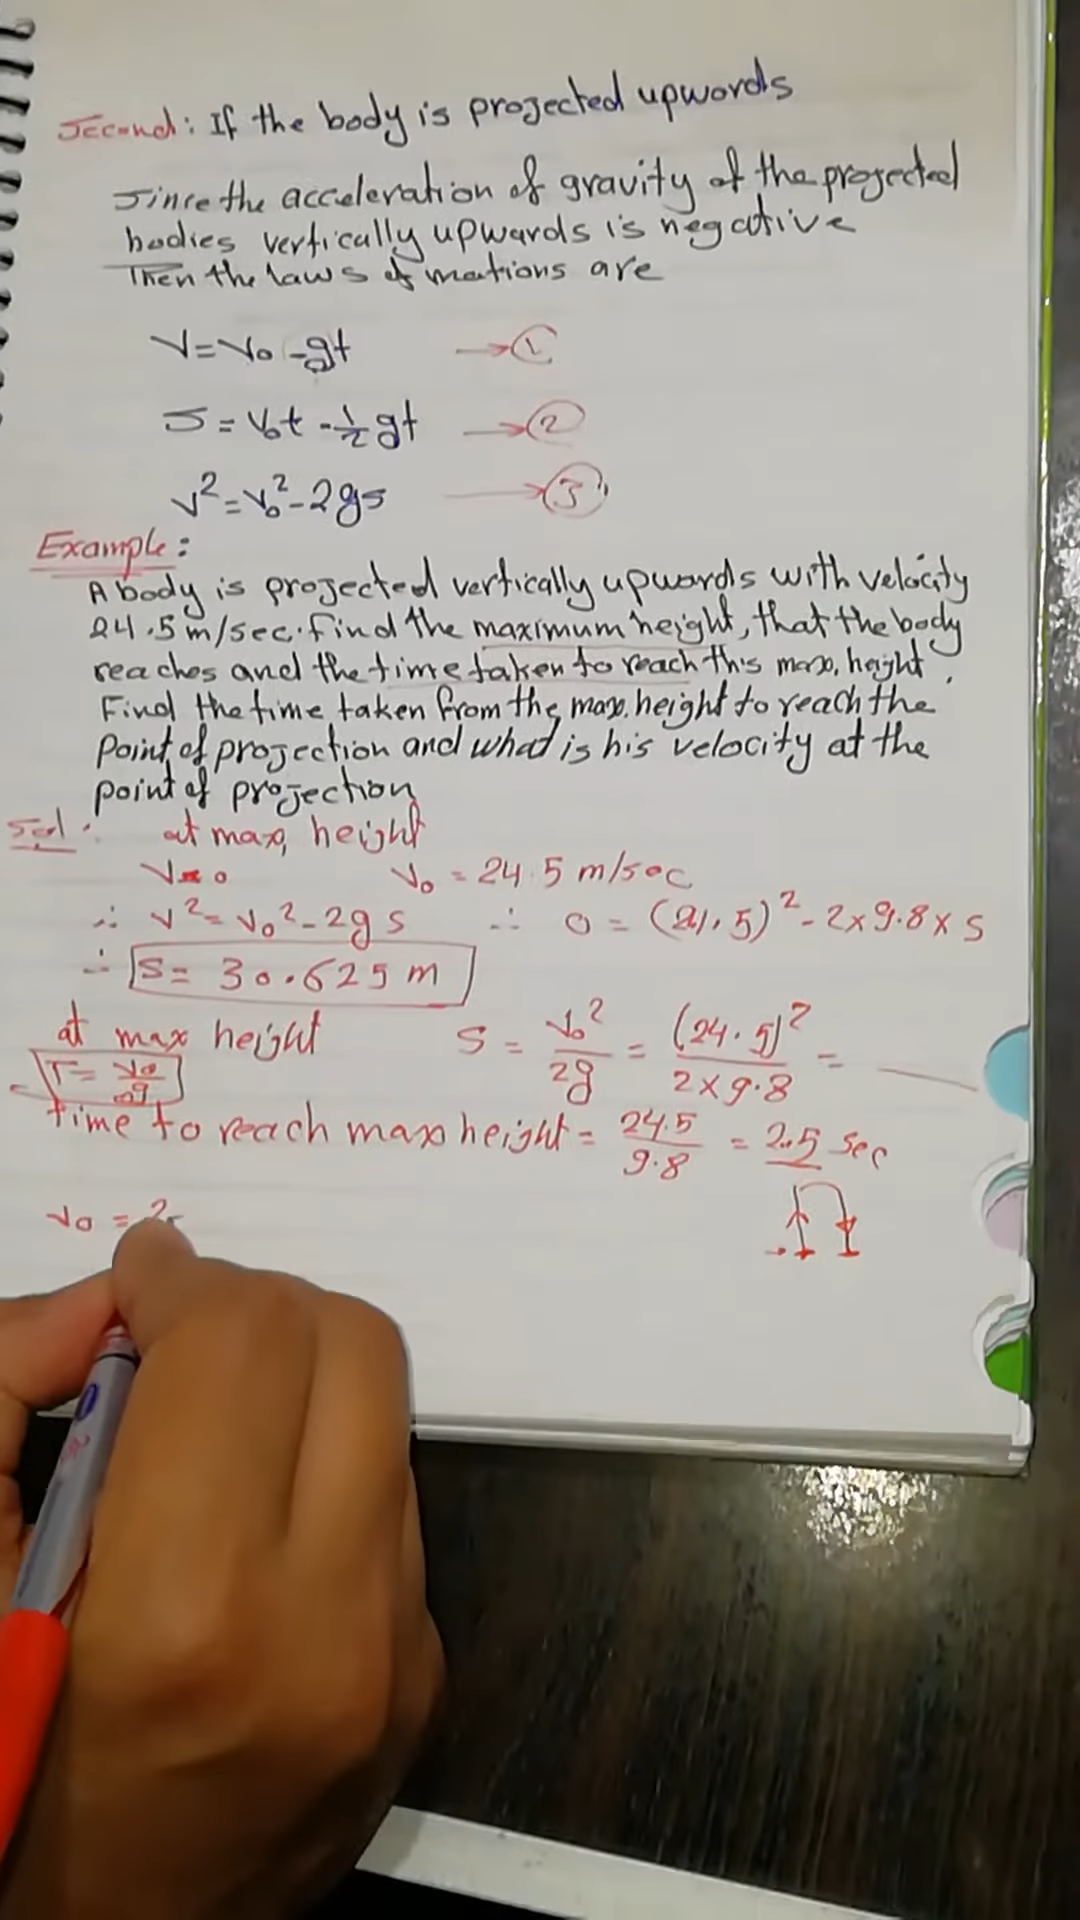 Second: If the body is projected upwords
Since the acceleration of gravity of the projected
bodies vertically upwards is negative
Then the laws of motions are
V = V₀ - gt → ①
S = V₀t - ½ gt → ②
V² = V₀² - 2gs → ③
Example:
A body is projected vertically upwords with velocity
24.5 m/sec. find the maximum height, that the body
reaches and the time taken to reach this max. height.
Find the time taken from the max. height to reach the
point of projection and what is his velocity at the
point of projection
Sol: at max, height
V = 0 V₀ = 24.5 m/sec
∴ V² = V₀² - 2gs ∴ 0 = (24.5)² - 2×9.8×S
∴ S = 30.625 m
at max height S = V₀²/2g = (24.5)²/2×9.8 =
T = V₀/g
time to reach max height = 24.5/9.8 = 2.5 sec
V₀ =